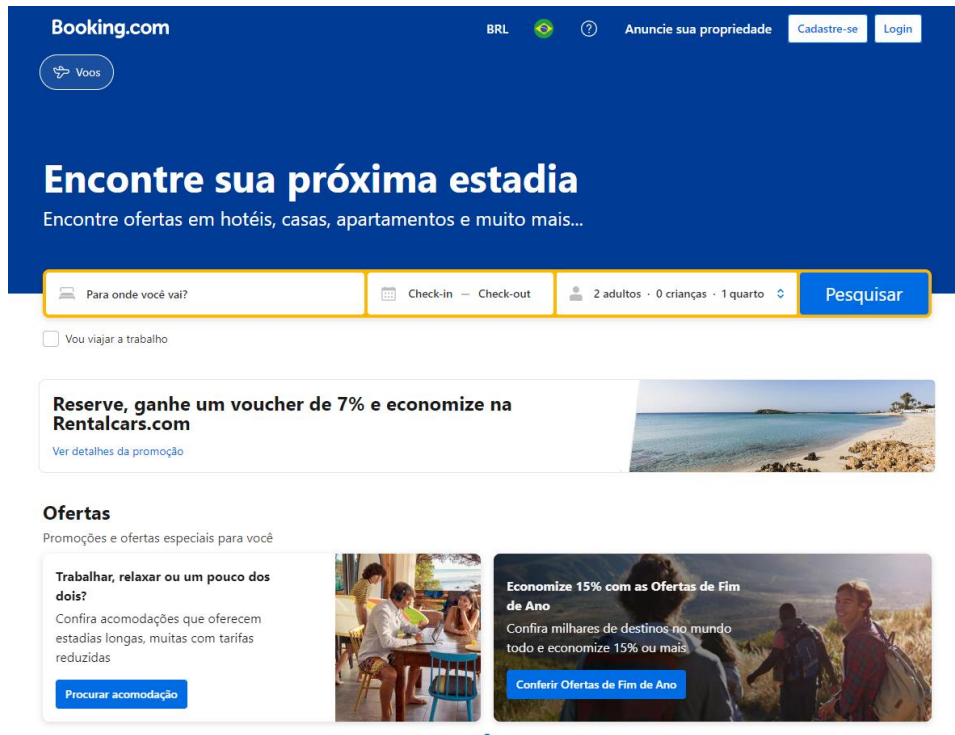 Booking.com
BRL
Anuncie sua propriedade
Cadastre-se
Login
Voos
Encontre sua próxima estadia
Encontre ofertas em hotéis, casas, apartamentos e muito mais...
Para onde você vai?
Check-in — Check-out
2 adultos · 0 crianças · 1 quarto
Pesquisar
Vou viajar a trabalho
Reserve, ganhe um voucher de 7% e economize na
Rentalcars.com
Ver detalhes da promoção
Ofertas
Promoções e ofertas especiais para você
Trabalhar, relaxar ou um pouco dos
dois?
Confira acomodações que oferecem
estadias longas, muitas com tarifas
reduzidas
Procurar acomodação
Economize 15% com as Ofertas de Fim
de Ano
Confira milhares de destinos no mundo
todo e economize 15% ou mais
Conferir Ofertas de Fim de Ano